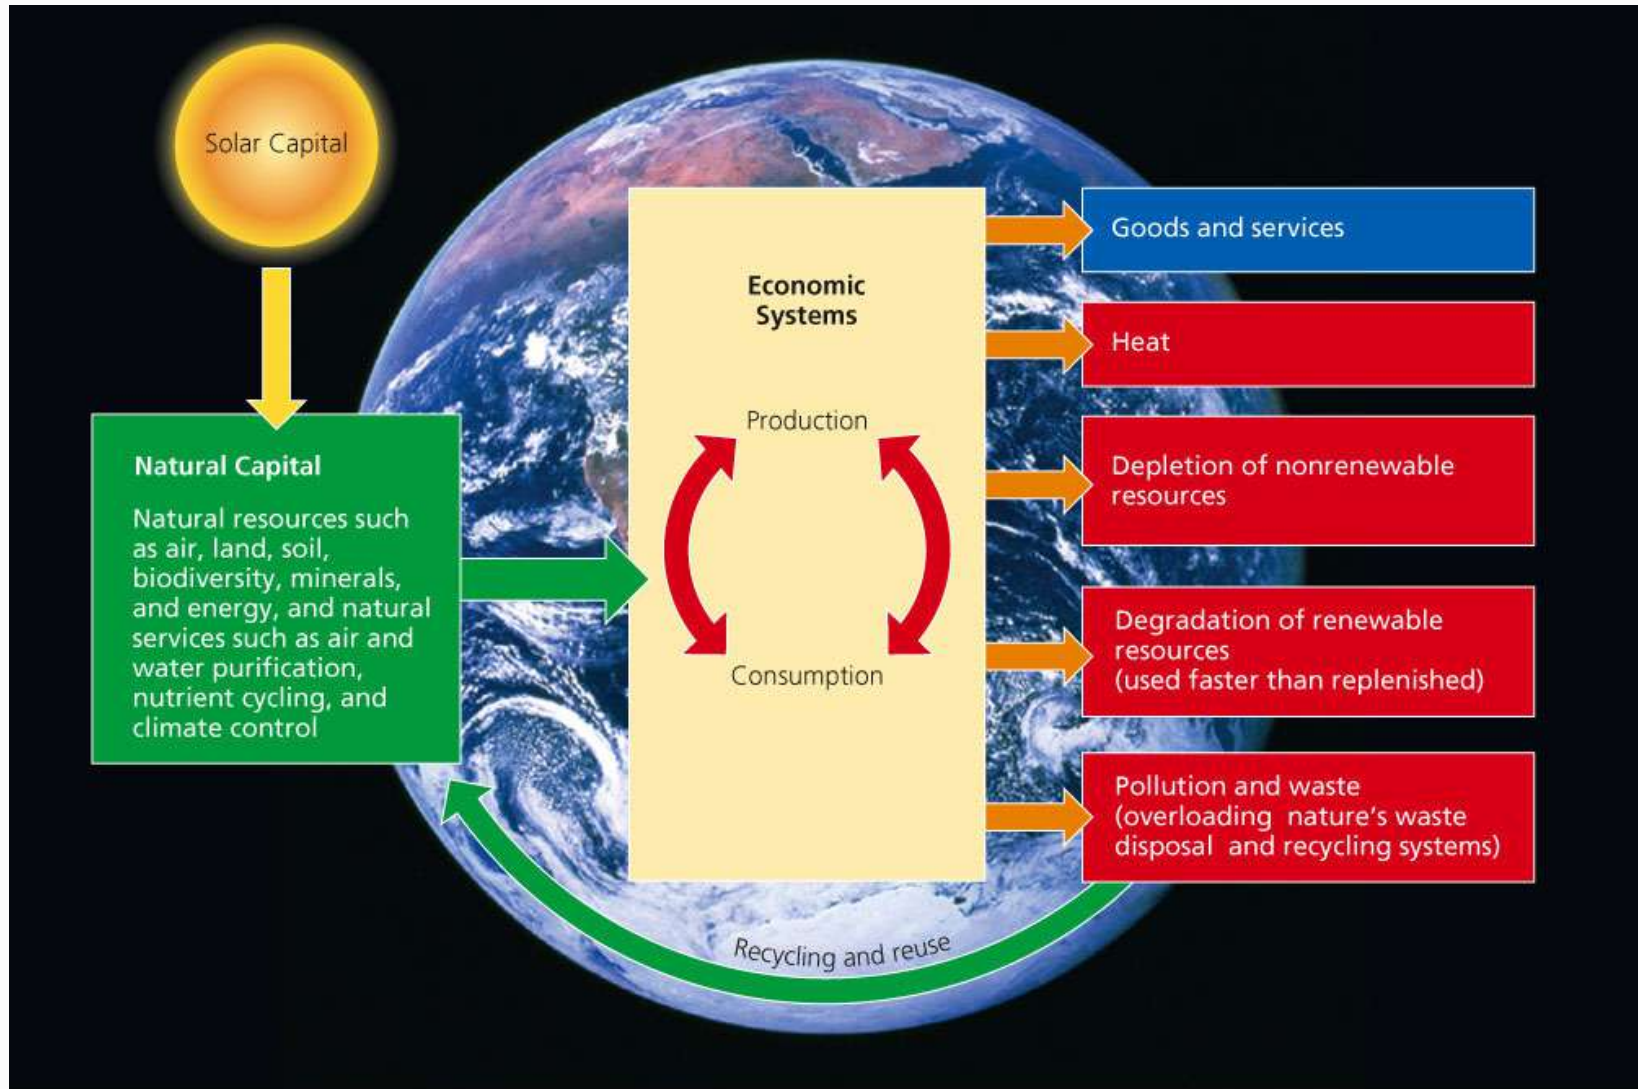 Solar Capital
Natural Capital
Natural resources such
as air, land, soil,
biodiversity, minerals,
and energy, and natural
services such as air and
water purification,
nutrient cycling, and
climate control
Economic
Systems
Production
Consumption
Goods and services
Heat
Depletion of nonrenewable
resources
Degradation of renewable
resources
(used faster than replenished)
Pollution and waste
(overloading nature's waste
disposal and recycling systems)
Recycling and reuse